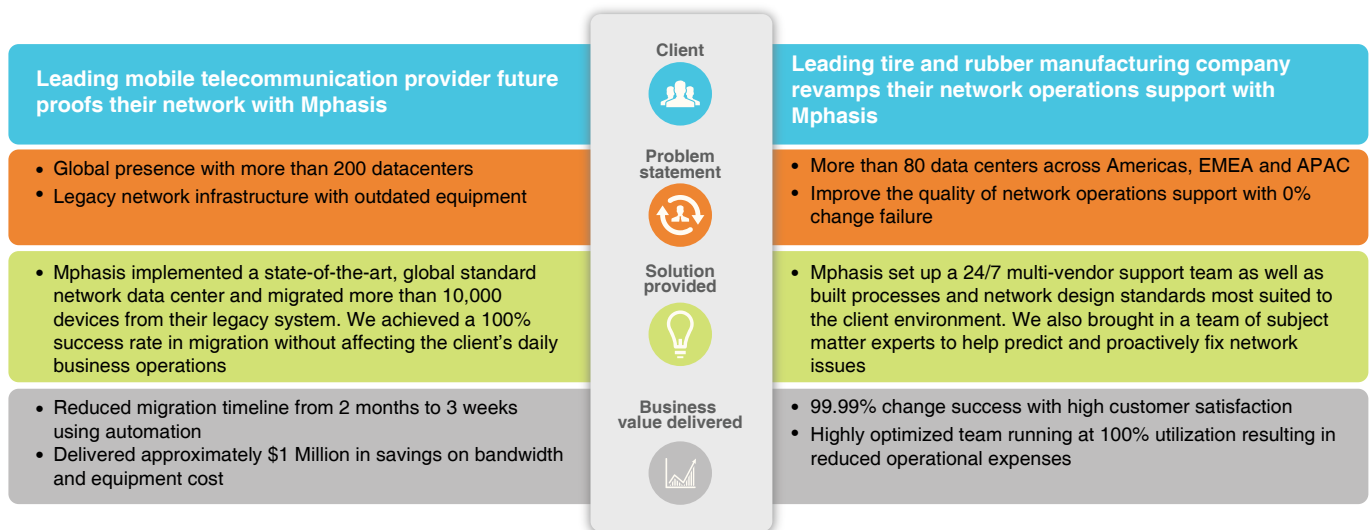 Client
Leading mobile telecommunication provider future
proofs their network with Mphasis
Leading tire and rubber manufacturing company
revamps their network operations support with
Mphasis
Problem
statement
• Global presence with more than 200 datacenters
• Legacy network infrastructure with outdated equipment
• More than 80 data centers across Americas, EMEA and APAC
• Improve the quality of network operations support with 0%
change failure
Solution
provided
• Mphasis implemented a state-of-the-art, global standard
network data center and migrated more than 10,000
devices from their legacy system. We achieved a 100%
success rate in migration without affecting the client's daily
business operations
• Mphasis set up a 24/7 multi-vendor support team as well as
built processes and network design standards most suited to
the client environment. We also brought in a team of subject
matter experts to help predict and proactively fix network
issues
Business
value delivered
• Reduced migration timeline from 2 months to 3 weeks
using automation
• Delivered approximately $1 Million in savings on bandwidth
and equipment cost
• 99.99% change success with high customer satisfaction
• Highly optimized team running at 100% utilization resulting in
reduced operational expenses